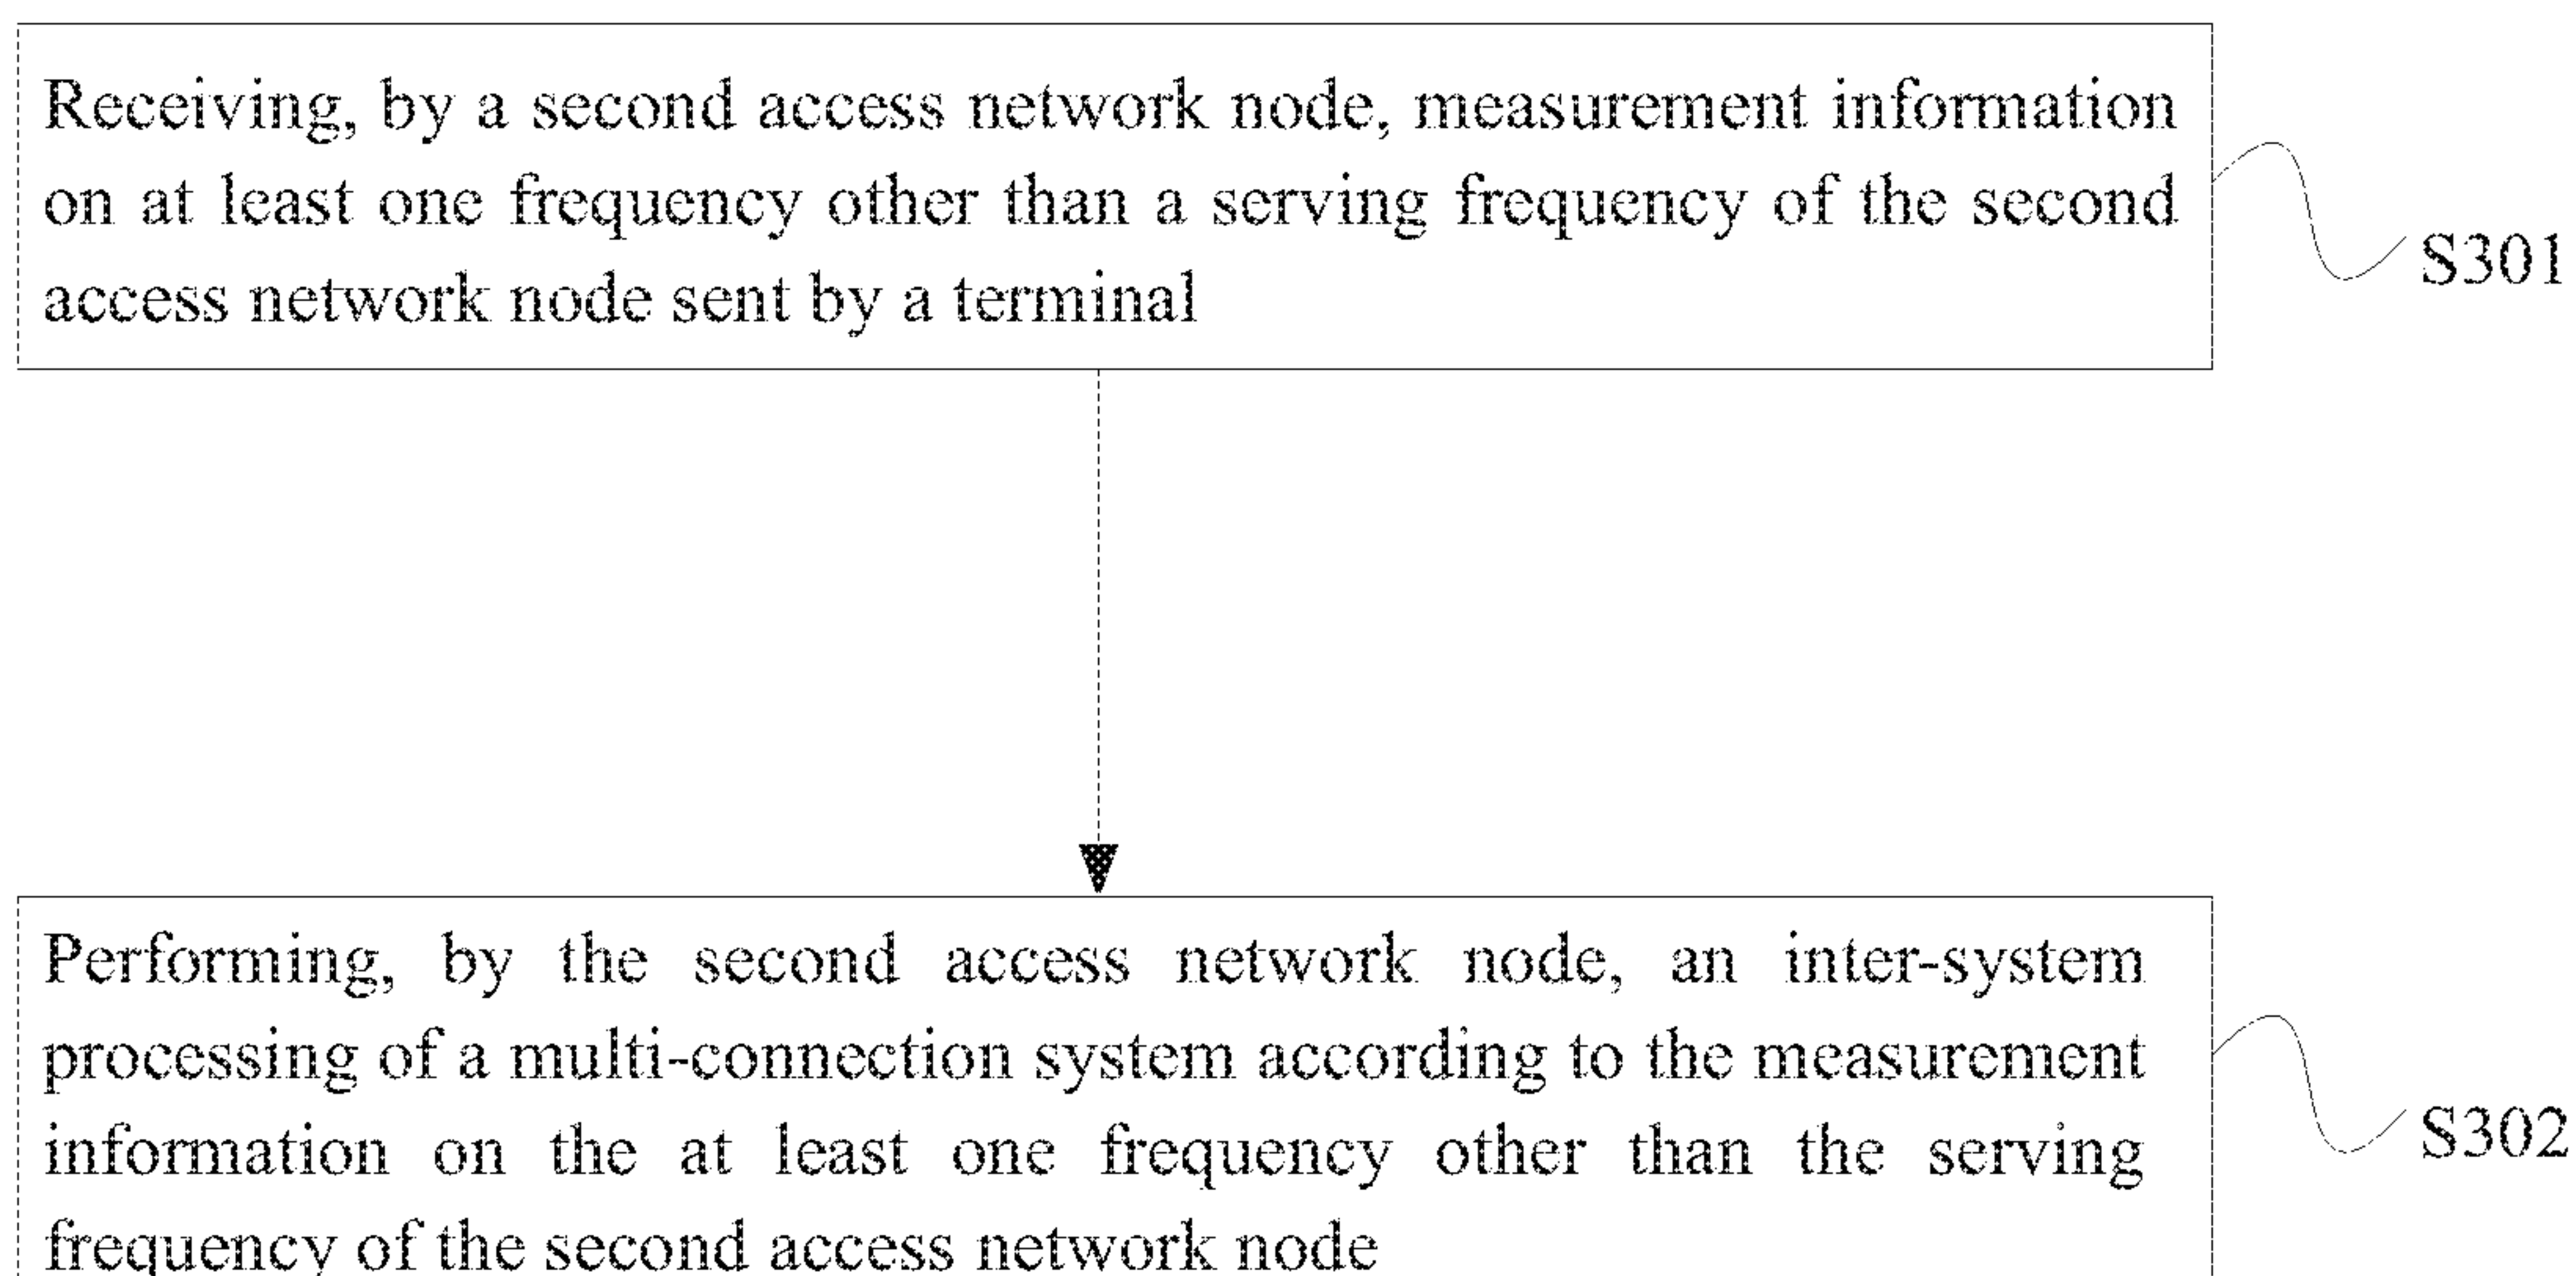 Receiving, by a second access network node, measurement information
on at least one frequency other than a serving frequency of the second
access network node sent by a terminal
S301
Performing, by the second access network node, an inter-system
processing of a multi-connection system according to the measurement
information on the at least one frequency other than the serving
frequency of the second access network node
S302